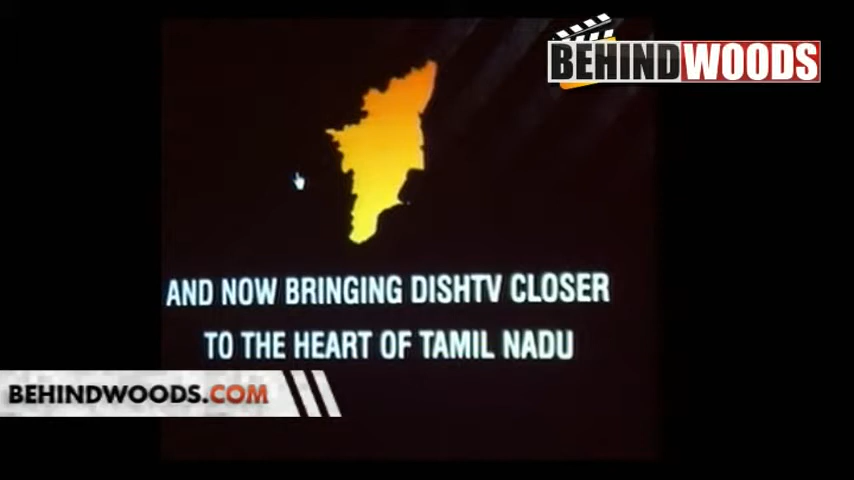 BEHINDWOODS
AND NOW BRINGING DISHTV CLOSER
TO THE HEART OF TAMIL NADU
BEHINDWOODS.COM